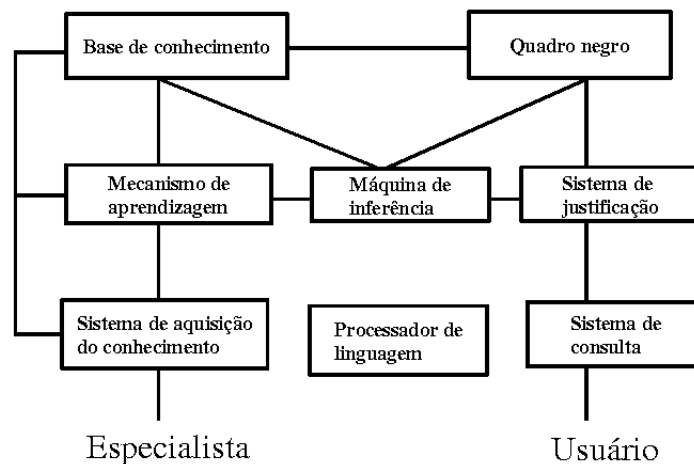 Base de conhecimento
Quadro negro
Mecanismo de
aprendizagem
Máquina de
inferência
Sistema de
justificação
Sistema de aquisição
do conhecimento
Processador de
linguagem
Sistema de
consulta
Especialista
Usuário